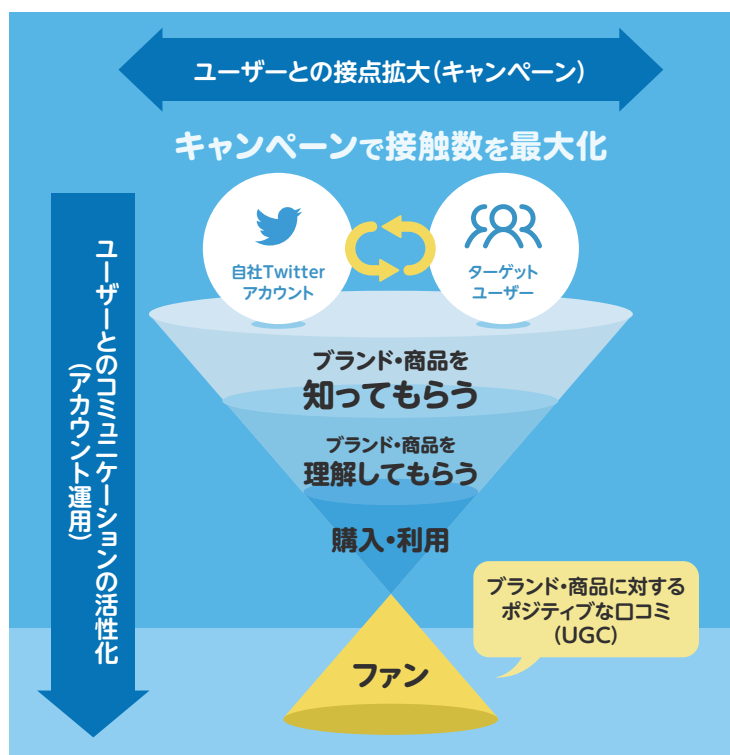 ユーザーとの接点拡大(キャンペーン)
キャンペーンで接触数を最大化
自社Twitter
アカウント
ターゲット
ユーザー
ユーザーとのコミュニケーションの活性化
(アカウント運用)
ブランド・商品を
知ってもらう
ブランド・商品を
理解してもらう
購入・利用
ブランド・商品に対する
ポジティブな口コミ
(UGC)
ファン